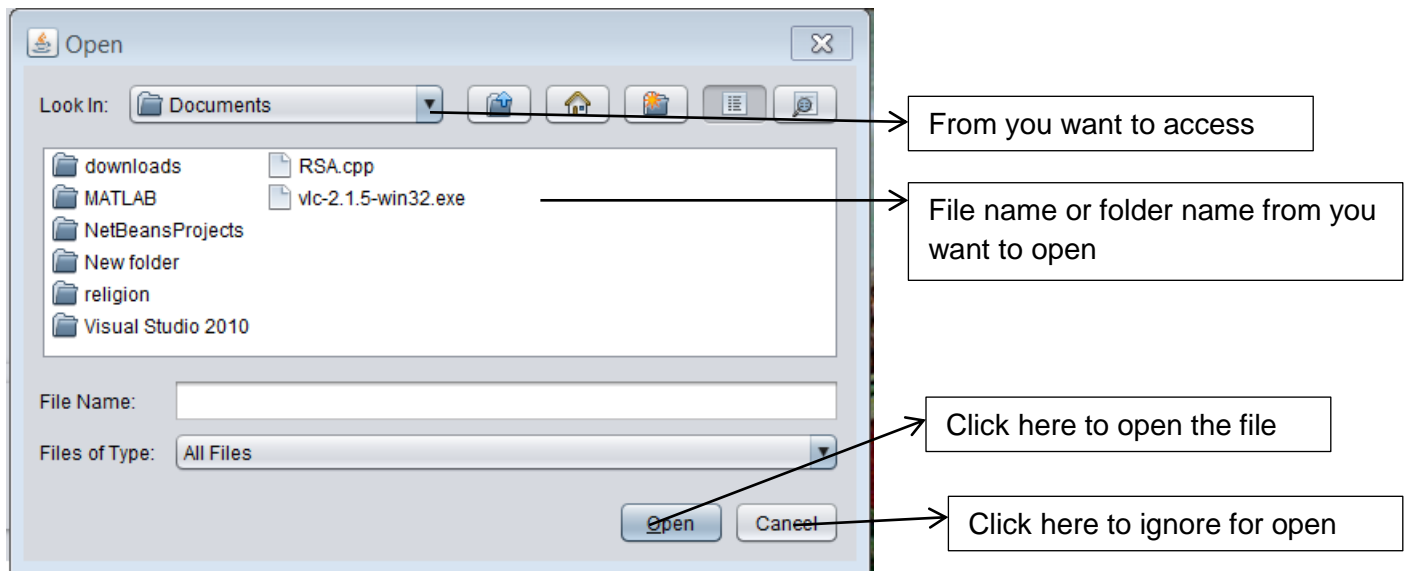 Open
Look In: Documents
From you want to access
downloads RSA.cpp
MATLAB vlc-2.1.5-win32.exe
File name or folder name from you
want to open
NetBeansProjects
New folder
religion
Visual Studio 2010
File Name:
Click here to open the file
Files of Type: All Files
Open Cancel
Click here to ignore for open